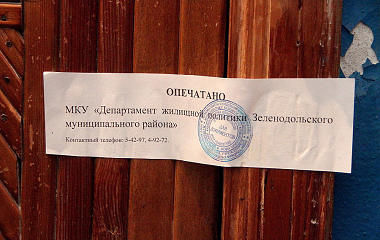 ОПЕЧАТАНО
МКУ «Департамент жилищной политики Зеленодольского
муниципального района»
Контактный телефон: 5-42-97, 4-92-72.